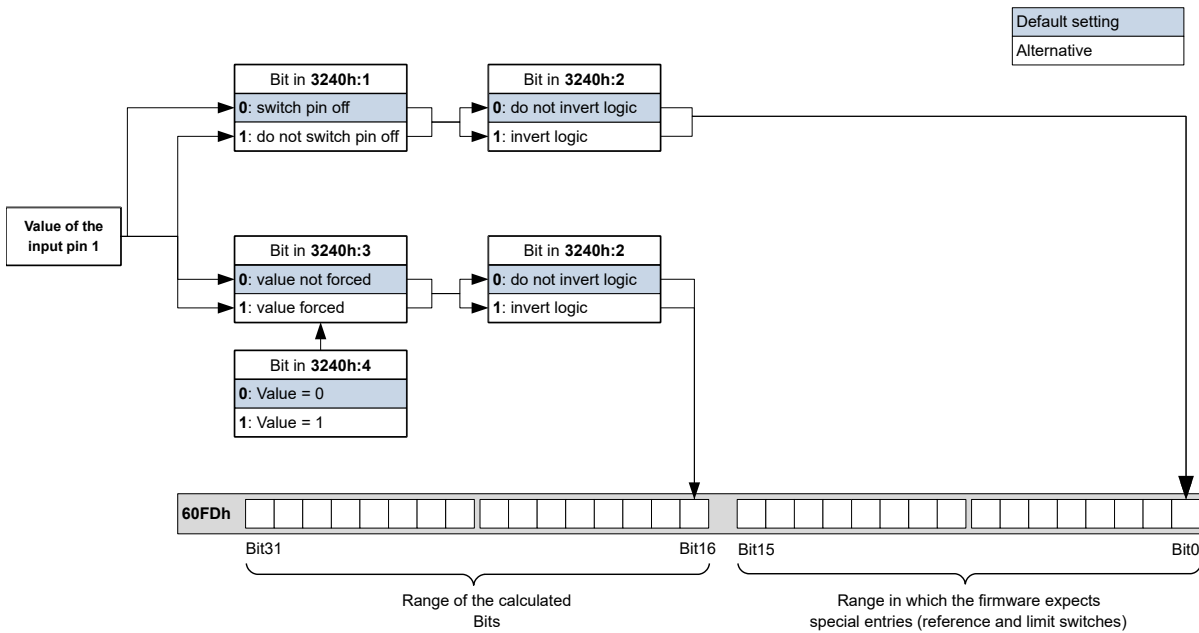 Default setting
Alternative
Bit in 3240h:1
0: switch pin off
1: do not switch pin off
Bit in 3240h:2
0: do not invert logic
1: invert logic
Value of the
input pin 1
Bit in 3240h:3
0: value not forced
1: value forced
Bit in 3240h:2
0: do not invert logic
1: invert logic
Bit in 3240h:4
0: Value = 0
1: Value = 1
60FDh
Bit31
Bit16
Bit15
Bit0
Range of the calculated
Bits
Range in which the firmware expects
special entries (reference and limit switches)